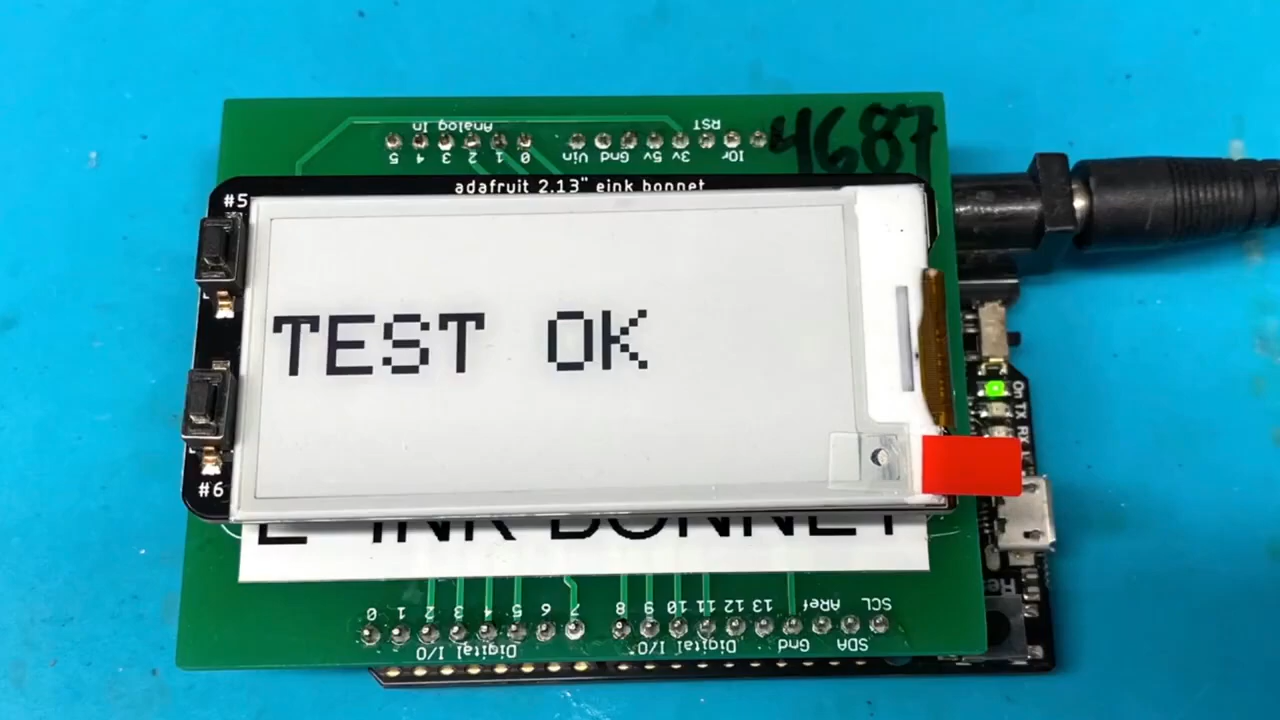 4687
Analog In RST
5 4 3 2 1 0 Vin Gnd 5v 3v IOr
adafruit 2.13" eink bonnet
#5
TEST OK
On
TX
RX
L
#6
E-INK BONNET
0 1 2 3 4 5 6 7 8 9 10 11 12 13 Gnd ARef SDA SCL
Digital I/O Digital I/O